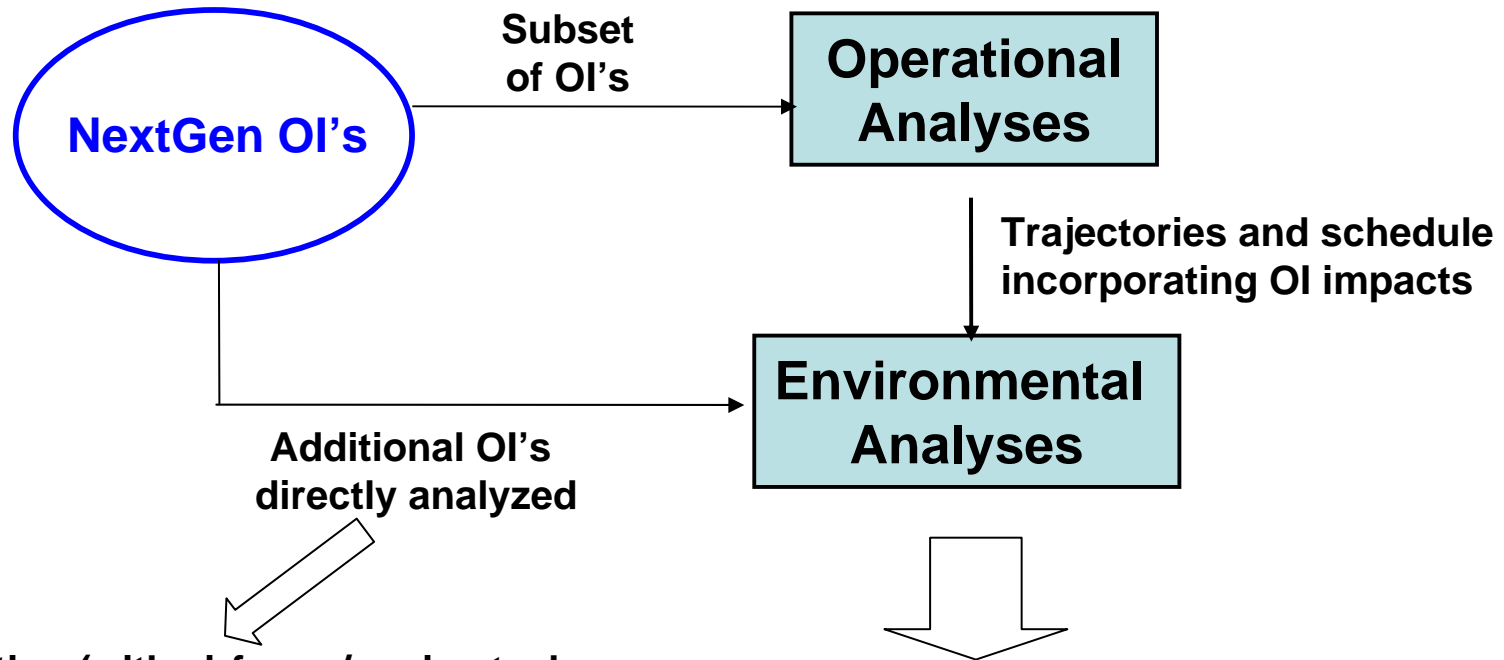 Subset
of OI's
Operational
Analyses
NextGen OI's
Trajectories and schedule
incorporating OI impacts
Environmental
Analyses
Additional OI's
directly analyzed